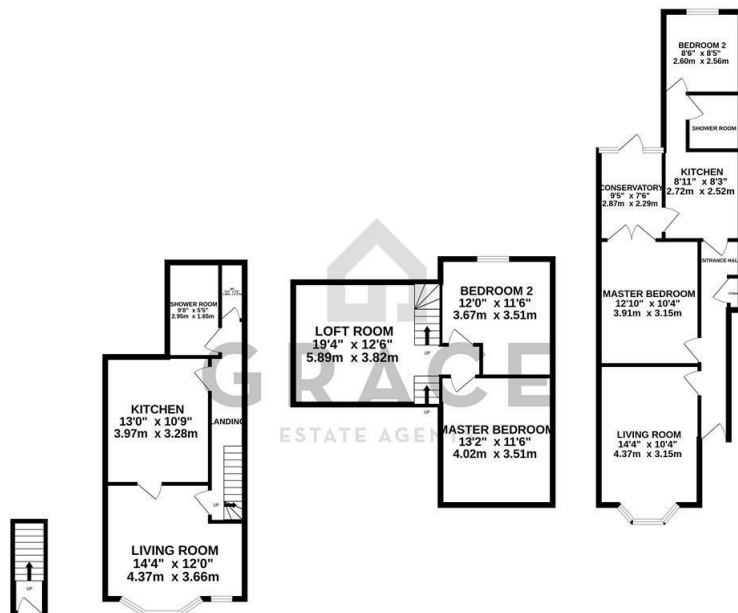 UP
SHOWER ROOM
9'8" x 5'5"
2.95m x 1.65m
KITCHEN
13'0" x 10'9"
3.97m x 3.28m
LANDING
UP
LIVING ROOM
14'4" x 12'0"
4.37m x 3.66m
LOFT ROOM
19'4" x 12'6"
5.89m x 3.82m
UP
UP
BEDROOM 2
12'0" x 11'6"
3.67m x 3.51m
MASTER BEDROOM
13'2" x 11'6"
4.02m x 3.51m
GRACE
ESTATE AGEN
BEDROOM 2
8'6" x 8'5"
2.60m x 2.56m
SHOWER ROOM
KITCHEN
8'11" x 8'3"
2.72m x 2.52m
CONSERVATORY
9'5" x 7'6"
2.87m x 2.29m
ENTRANCE HALL
MASTER BEDROOM
12'10" x 10'4"
3.91m x 3.15m
LIVING ROOM
14'4" x 10'4"
4.37m x 3.15m